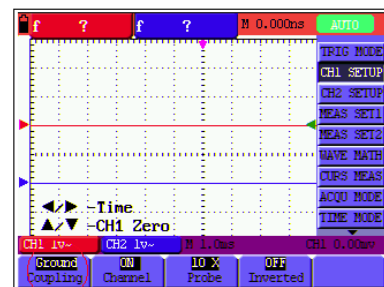 f ? f ? M 0.000ns AUTO
TRIG MODE
CH1 SETUP
CH2 SETUP
MEAS SET1
MEAS SET2
WAVE MATH
CURS MEAS
ACQU MODE
TIME MODE
◄/► -Time
▲/▼ -CH1 Zero
CH1 1v~ CH2 1v~ M 1.0ms CH1 0.00mv
Ground ON 10 X OFF
Coupling Channel Probe Inverted